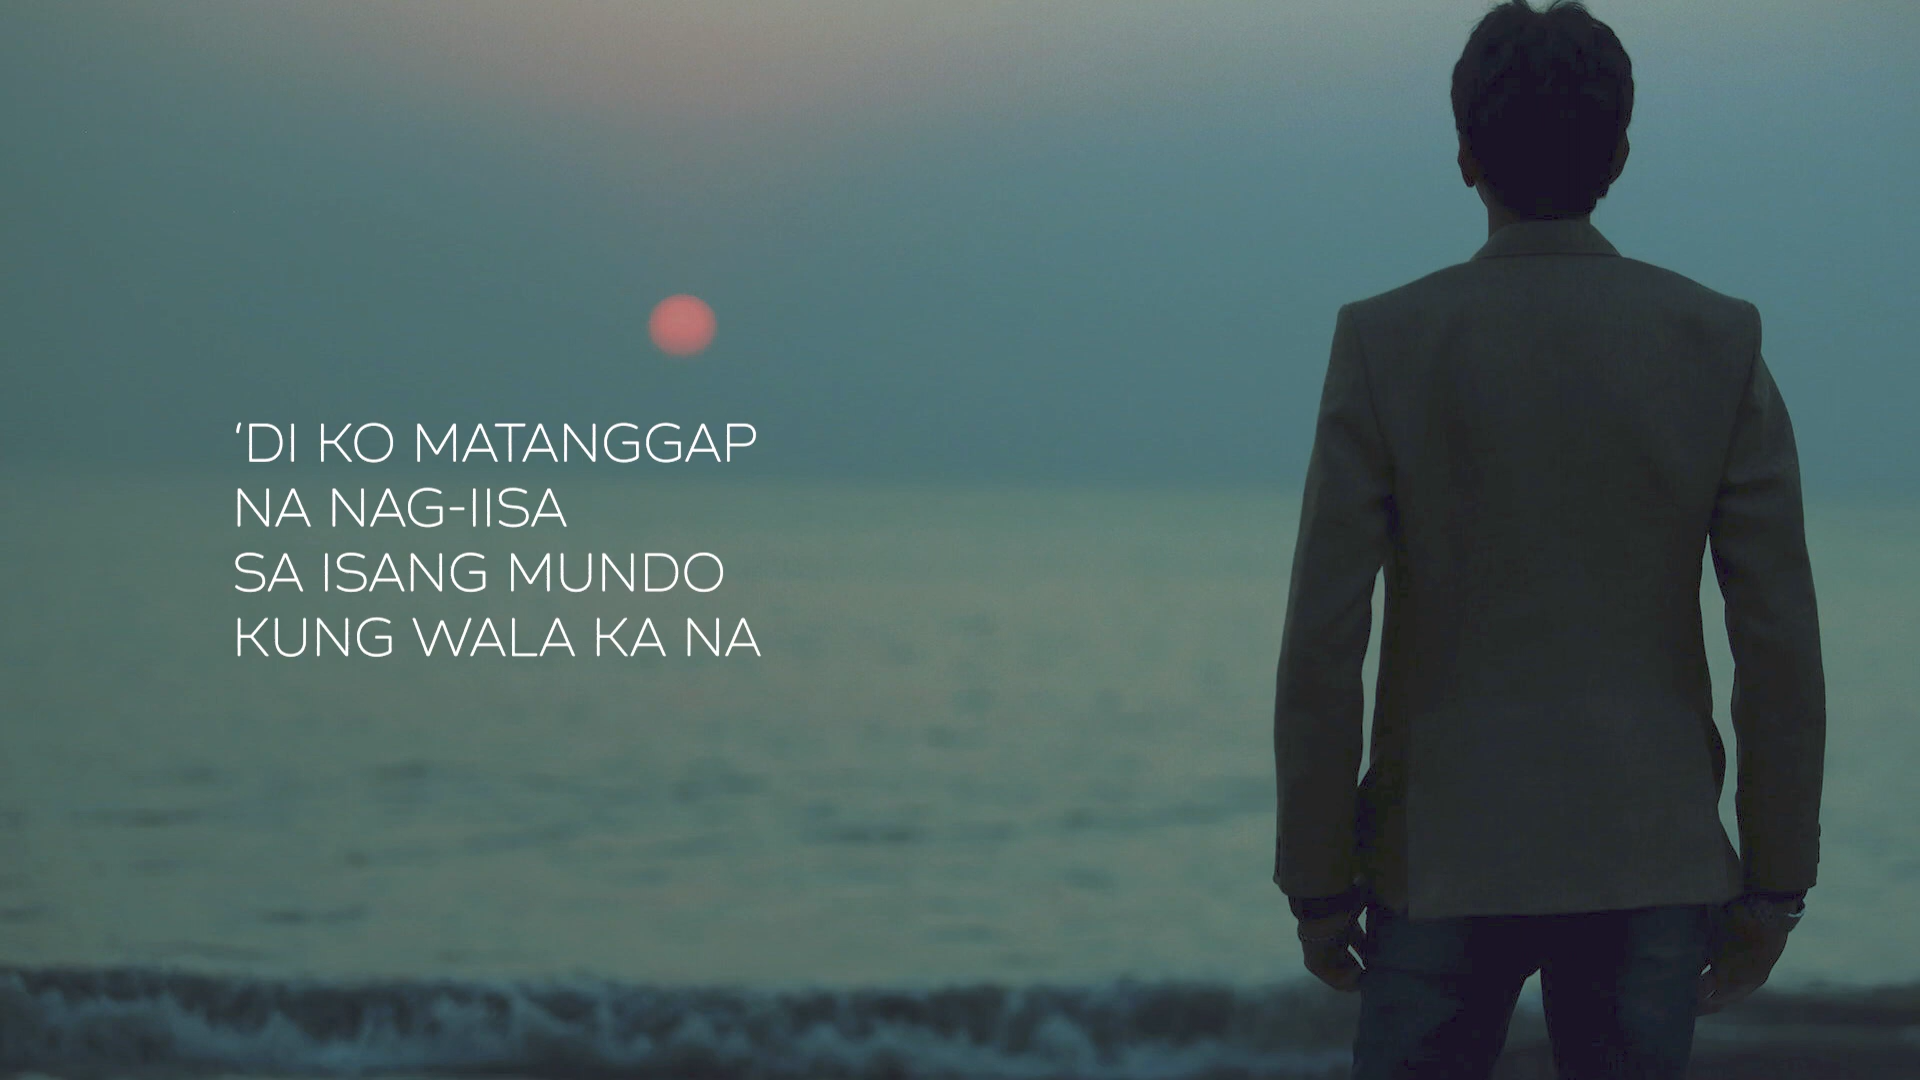 ‘DI KO MATANGGAP
NA NAG-IISA
SA ISANG MUNDO
KUNG WALA KA NA